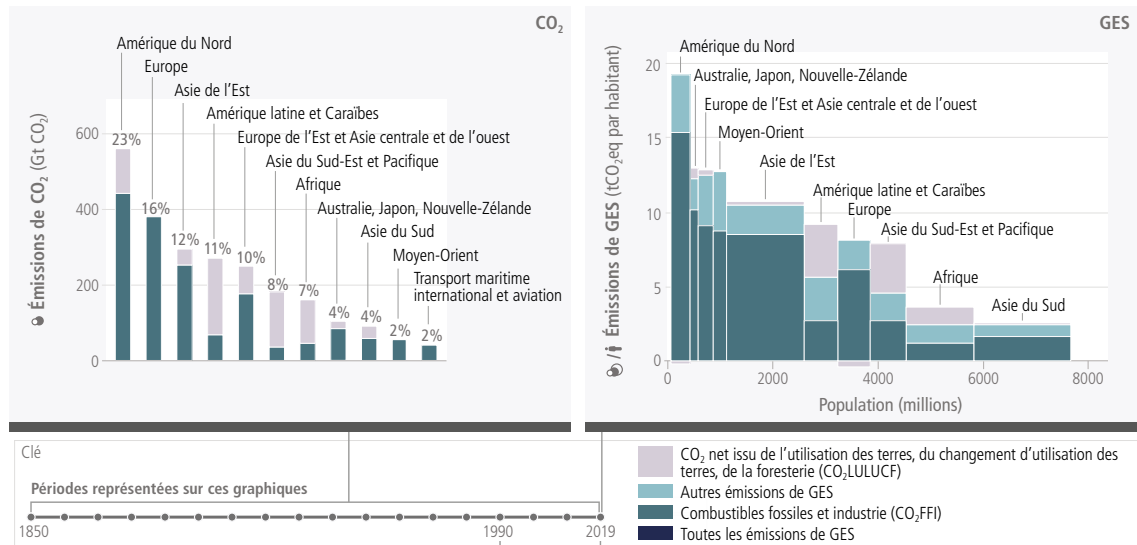 CO₂
Amérique du Nord
Europe
Asie de l'Est
Amérique latine et Caraïbes
Europe de l'Est et Asie centrale et de l'ouest
Asie du Sud-Est et Pacifique
Afrique
Australie, Japon, Nouvelle-Zélande
Asie du Sud
Moyen-Orient
Transport maritime
international et aviation
Émissions de CO₂ (Gt CO₂)
600
400
200
0
23%
16%
12%
11%
10%
8%
7%
4%
4%
2%
2%
GES
Amérique du Nord
Australie, Japon, Nouvelle-Zélande
Europe de l'Est et Asie centrale et de l'ouest
Moyen-Orient
Asie de l'Est
Amérique latine et Caraïbes
Europe
Asie du Sud-Est et Pacifique
Afrique
Asie du Sud
/ Émissions de GES (tCO₂eq par habitant)
20
15
10
5
0
0
2000
4000
6000
8000
Population (millions)
Clé
Périodes représentées sur ces graphiques
1850
1990
2019
CO₂ net issu de l'utilisation des terres, du changement d'utilisation des
terres, de la foresterie (CO₂LULUCF)
Autres émissions de GES
Combustibles fossiles et industrie (CO₂FFI)
Toutes les émissions de GES